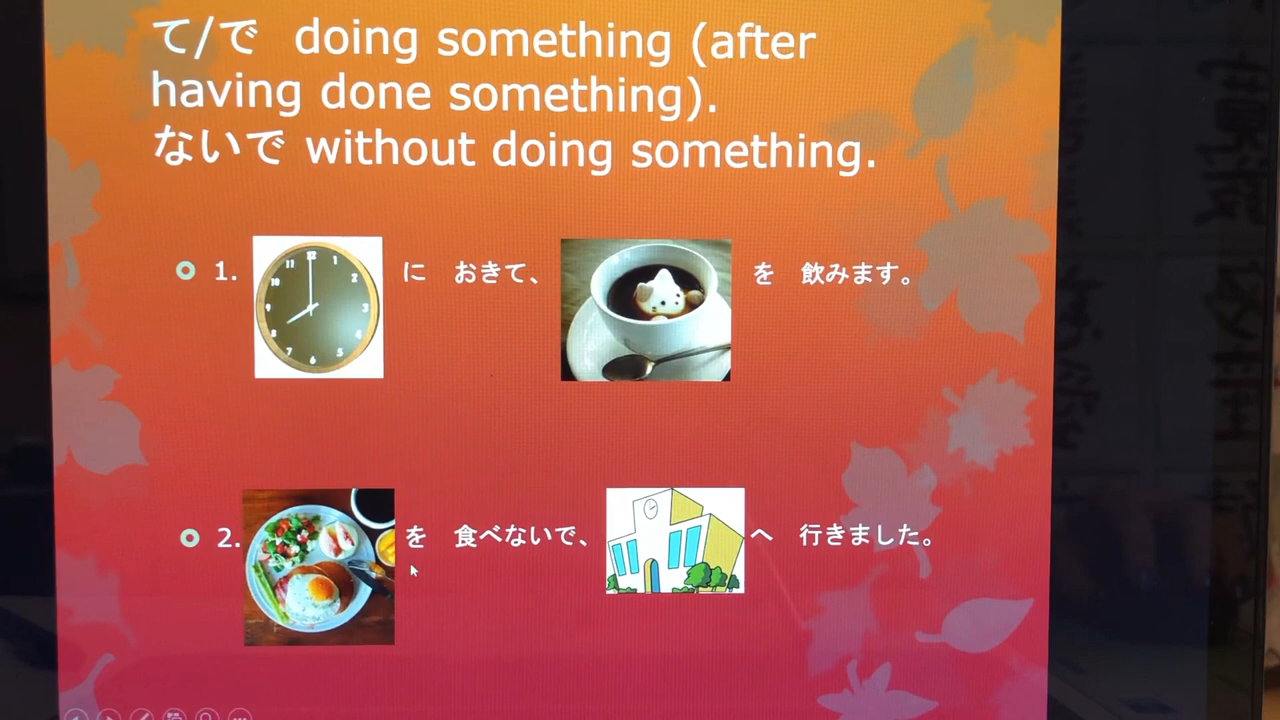 て/で doing something (after
having done something).
ないで without doing something.
1. に おきて、 を 飲みます。
2. を 食べないで、 へ 行きました。